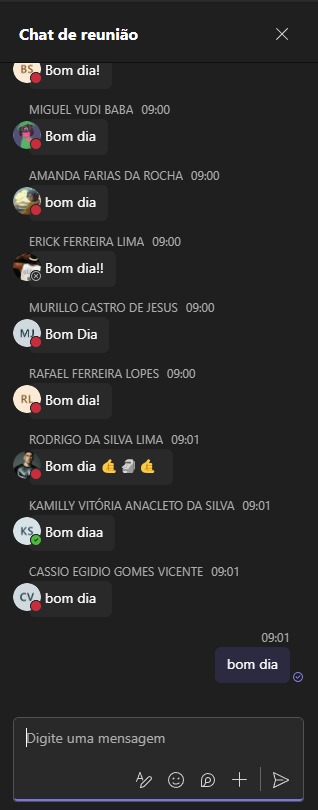 Chat de reunião
BS
Bom dia!
MIGUEL YUDI BABA 09:00
Bom dia
AMANDA FARIAS DA ROCHA 09:00
bom dia
ERICK FERREIRA LIMA 09:00
Bom dia!!
MURILLO CASTRO DE JESUS 09:00
MJ Bom Dia
RAFAEL FERREIRA LOPES 09:00
RL Bom dia!
RODRIGO DA SILVA LIMA 09:01
Bom dia 🤙 🗿 🤙
KAMILLY VITÓRIA ANACLETO DA SILVA 09:01
KS Bom diaa
CASSIO EGIDIO GOMES VICENTE 09:01
CV bom dia
09:01
bom dia
Digite uma mensagem